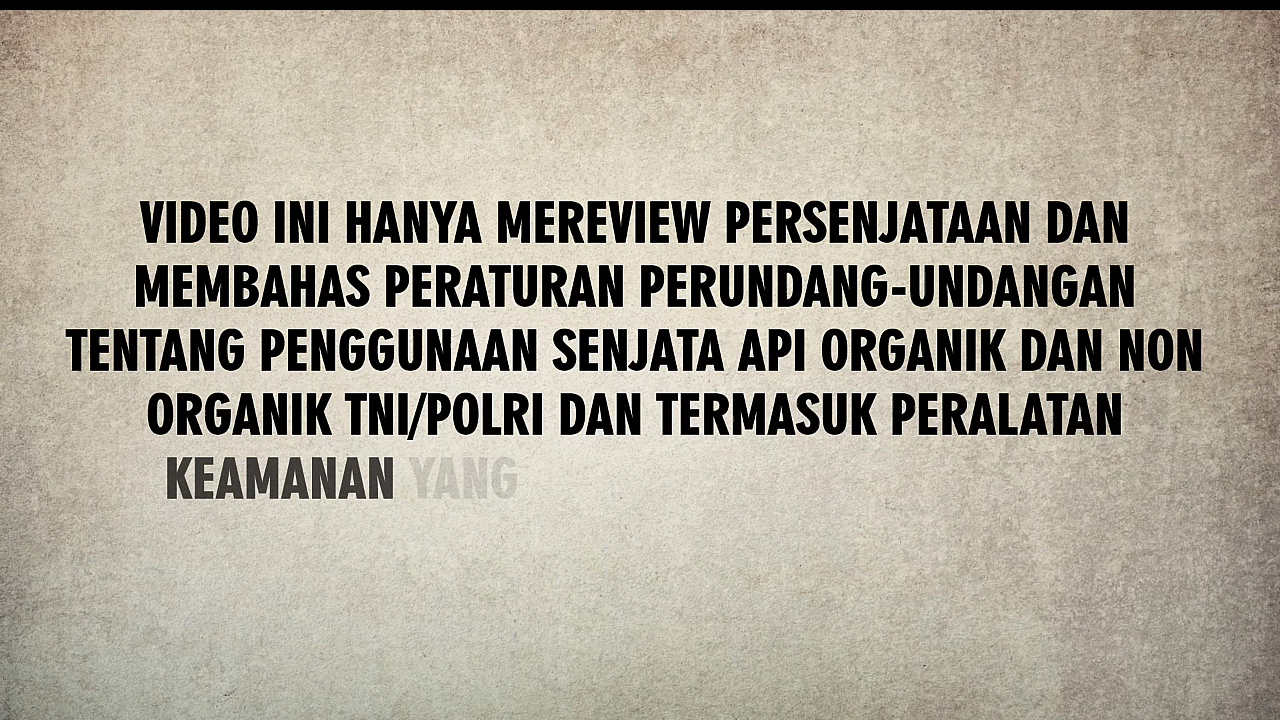 VIDEO INI HANYA MEREVIEW PERSENJATAAN DAN
MEMBAHAS PERATURAN PERUNDANG-UNDANGAN
TENTANG PENGGUNAAN SENJATA API ORGANIK DAN NON
ORGANIK TNI/POLRI DAN TERMASUK PERALATAN
KEAMANAN YANG